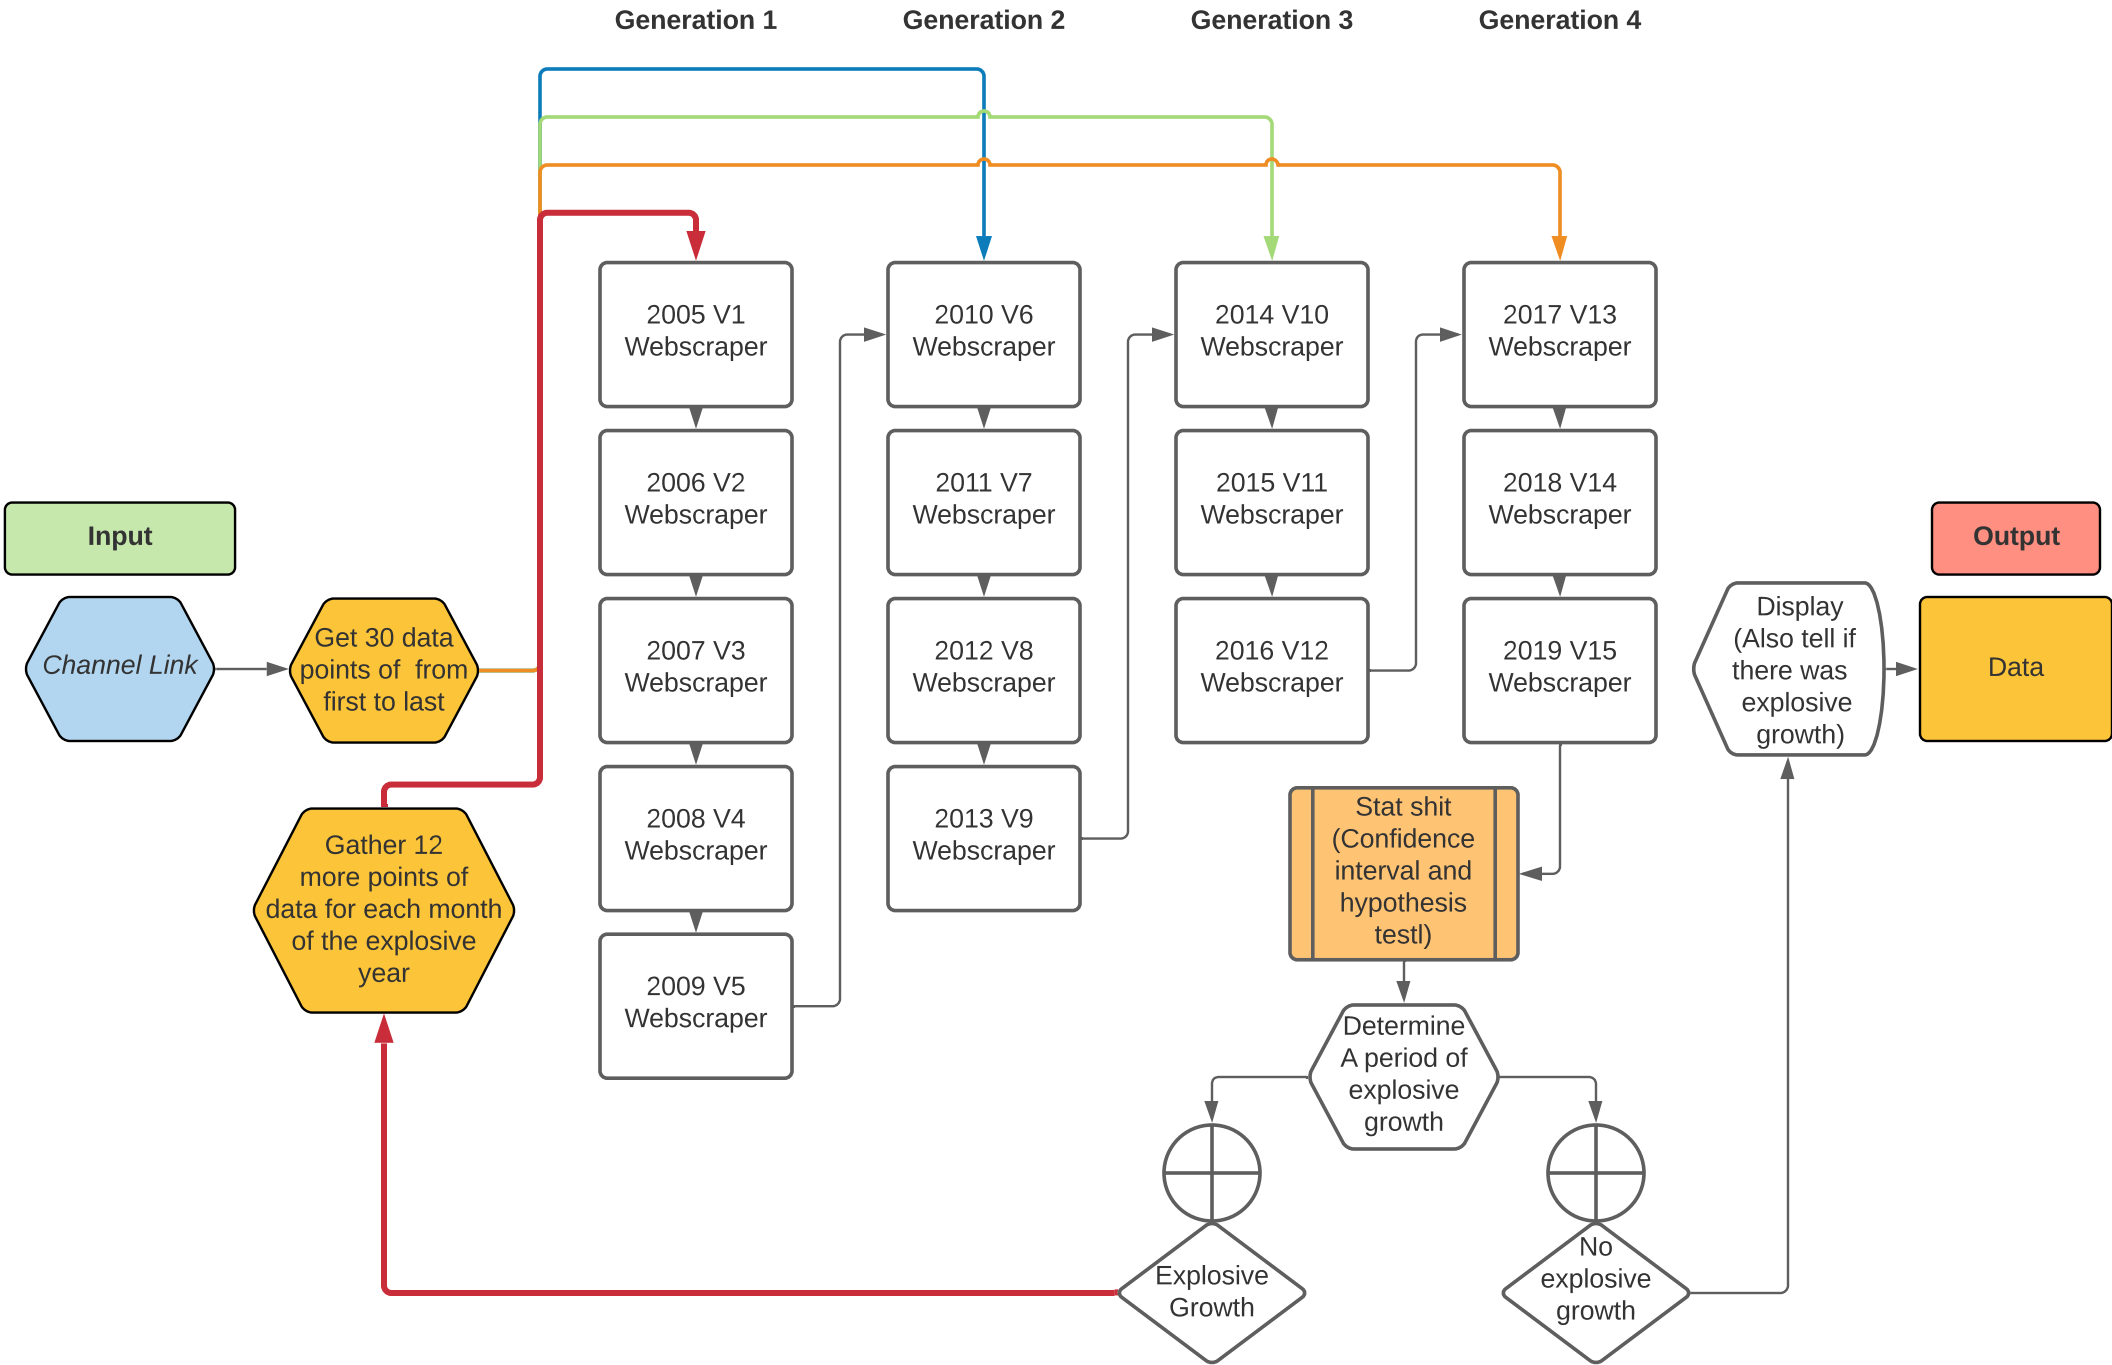 Generation 1
Generation 2
Generation 3
Generation 4
Input
Channel Link
Get 30 data
points of  from
first to last
Gather 12
more points of
data for each month
of the explosive
year
2005 V1
Webscraper
2006 V2
Webscraper
2007 V3
Webscraper
2008 V4
Webscraper
2009 V5
Webscraper
2010 V6
Webscraper
2011 V7
Webscraper
2012 V8
Webscraper
2013 V9
Webscraper
2014 V10
Webscraper
2015 V11
Webscraper
2016 V12
Webscraper
2017 V13
Webscraper
2018 V14
Webscraper
2019 V15
Webscraper
Stat shit
(Confidence
interval and
hypothesis
testl)
Determine
A period of
explosive
growth
Explosive
Growth
No
explosive
growth
Display
(Also tell if
there was
explosive
growth)
Output
Data